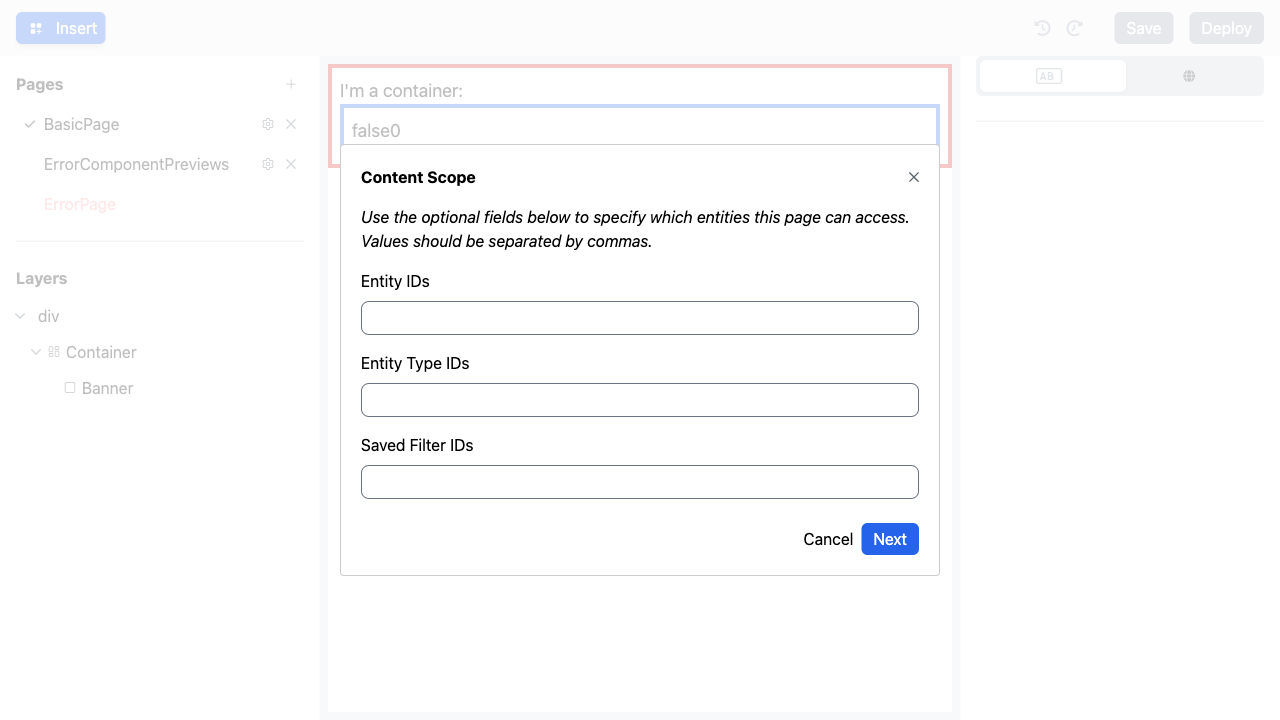 Insert
Save
Deploy
Pages
BasicPage
ErrorComponentPreviews
ErrorPage
Layers
div
Container
Banner
I'm a container:
false0
AB
Content Scope
Use the optional fields below to specify which entities this page can access.
Values should be separated by commas.
Entity IDs
Entity Type IDs
Saved Filter IDs
Cancel
Next